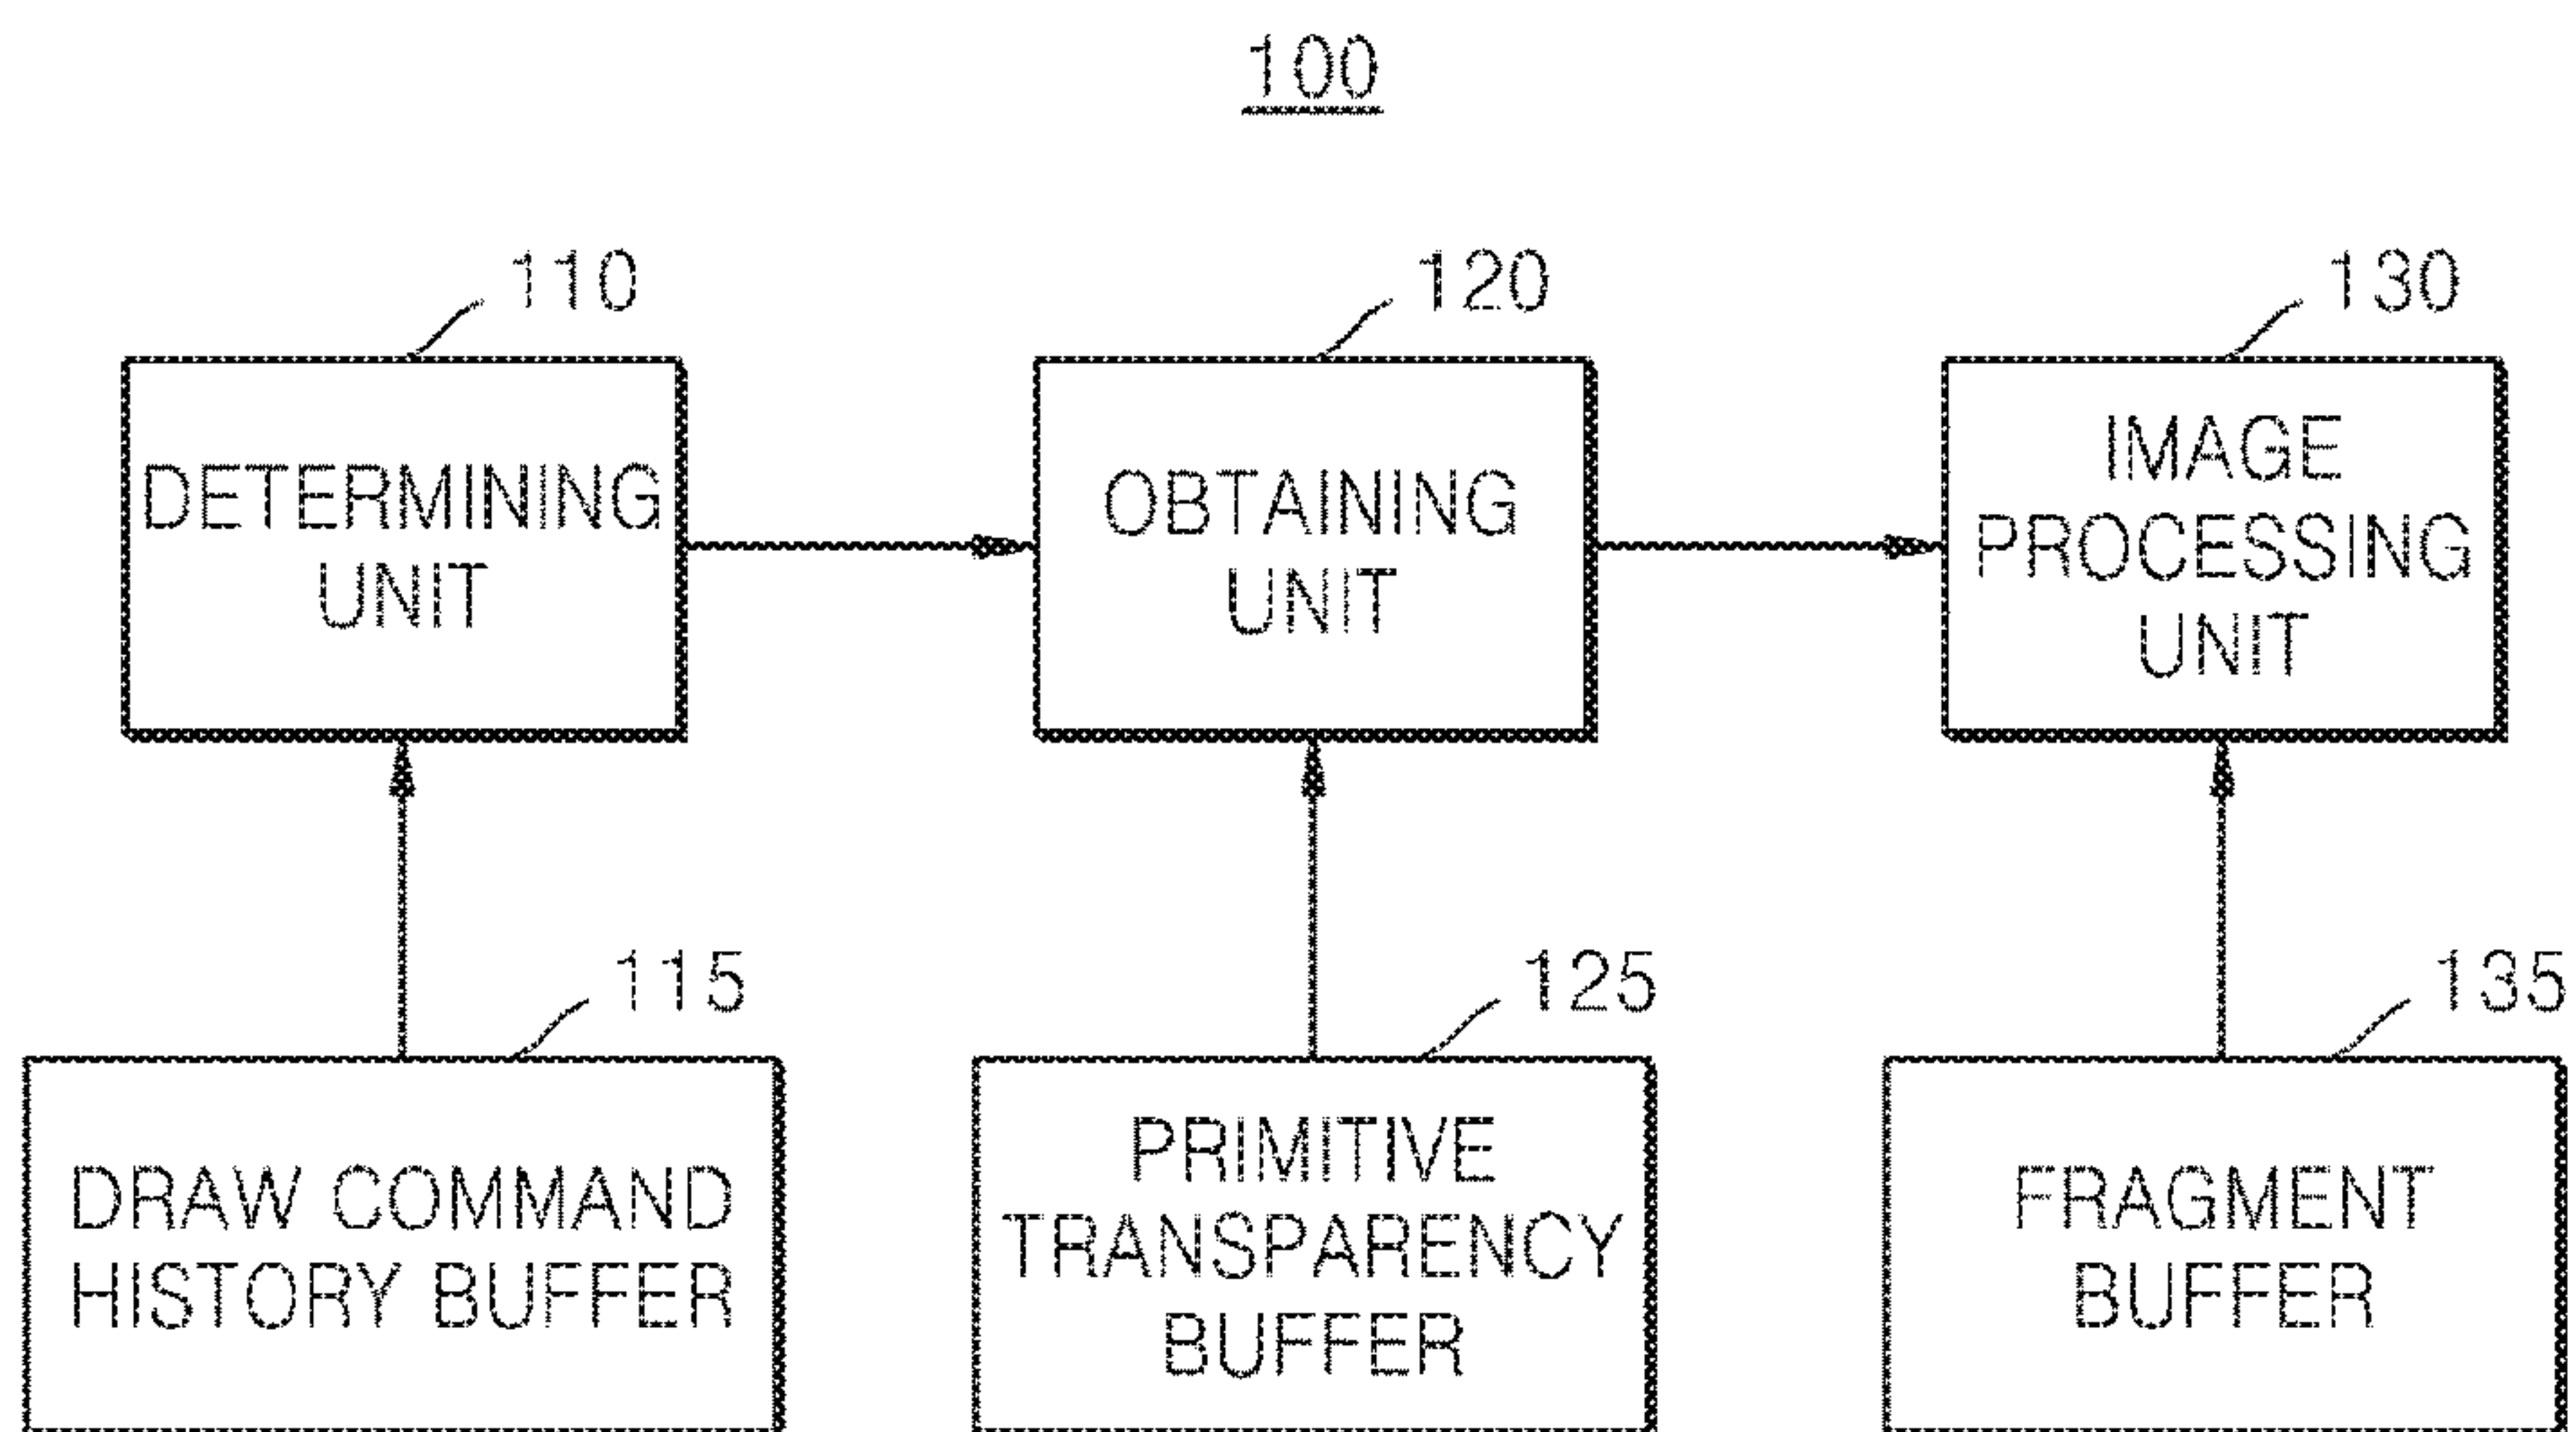 100
110
DETERMINING
UNIT
120
OBTAINING
UNIT
130
IMAGE
PROCESSING
UNIT
115
DRAW COMMAND
HISTORY BUFFER
125
PRIMITIVE
TRANSPARENCY
BUFFER
135
FRAGMENT
BUFFER